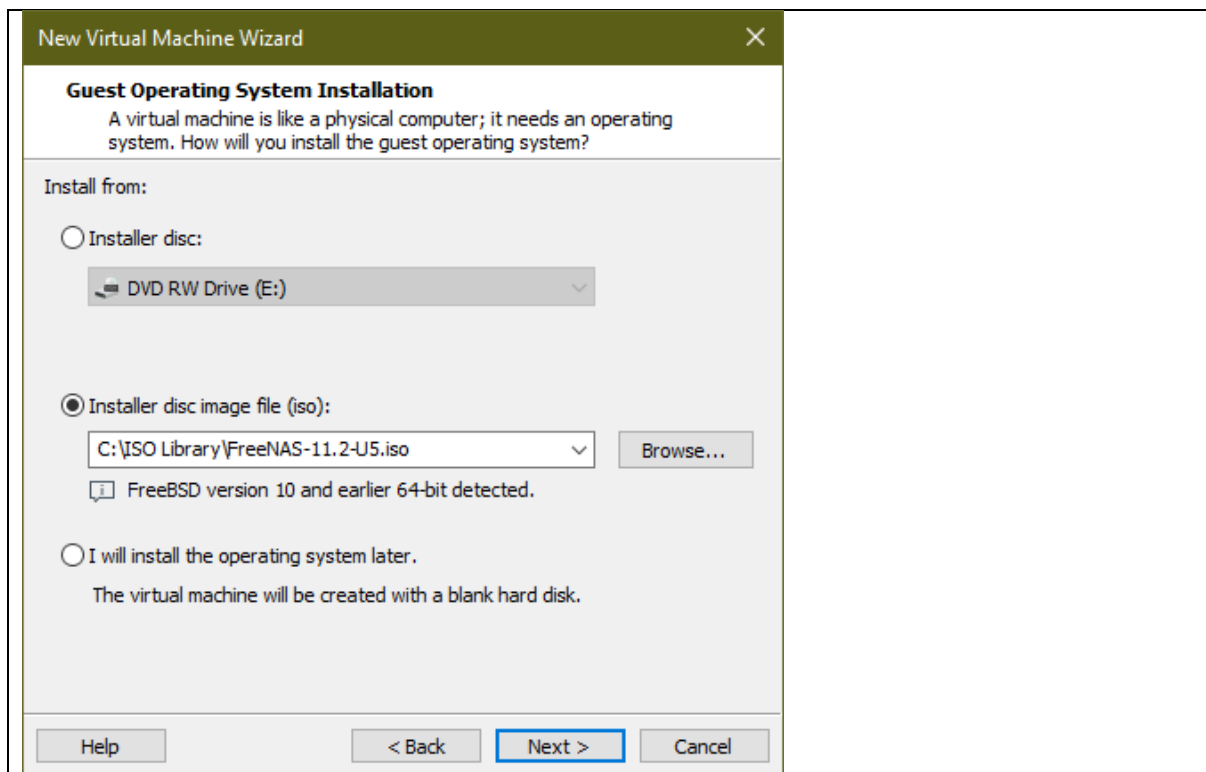 New Virtual Machine Wizard
Guest Operating System Installation
A virtual machine is like a physical computer; it needs an operating
system. How will you install the guest operating system?
Install from:
Installer disc:
DVD RW Drive (E:)
Installer disc image file (iso):
C:\ISO Library\FreeNAS-11.2-U5.iso
Browse...
FreeBSD version 10 and earlier 64-bit detected.
I will install the operating system later.
The virtual machine will be created with a blank hard disk.
Help
< Back
Next >
Cancel